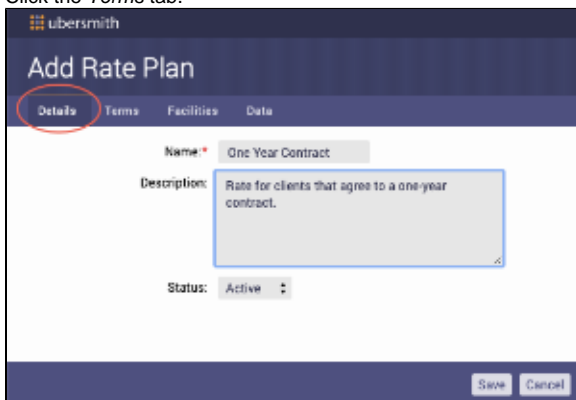 Click the Terms tab.
ubersmith
Add Rate Plan
Details Terms Facilities Data
Name:* One Year Contract
Description: Rate for clients that agree to a one-year
contract.
Status: Active
Save Cancel